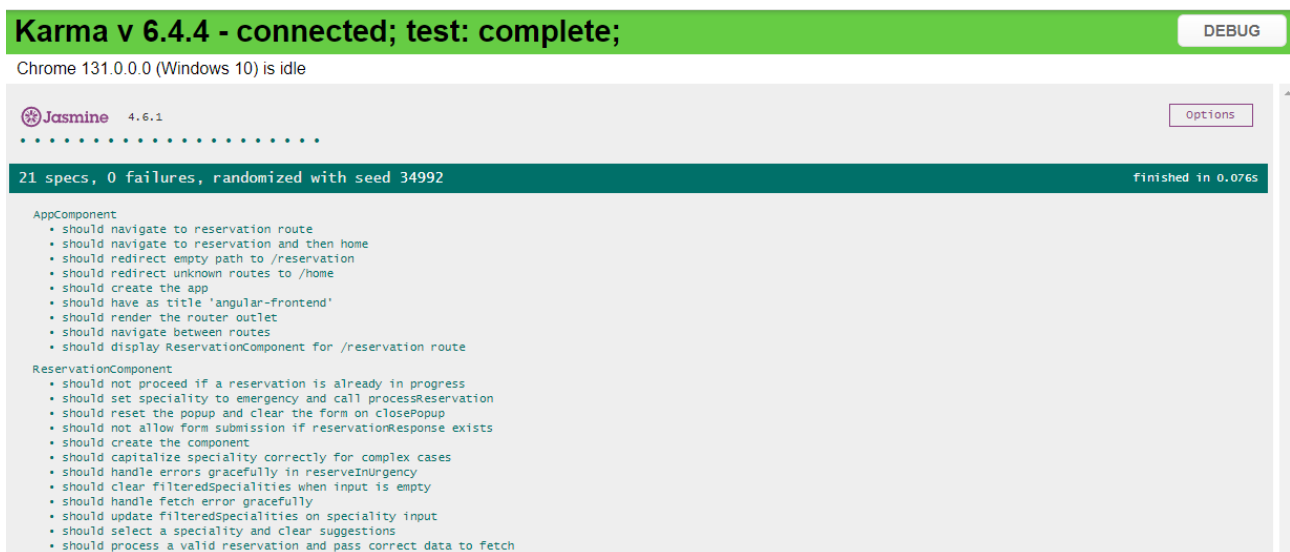 Karma v 6.4.4 - connected; test: complete;
DEBUG
Chrome 131.0.0.0 (Windows 10) is idle
Jasmine 4.6.1
Options
• • • • • • • • • • • • • • • • • • • • •
21 specs, 0 failures, randomized with seed 34992
finished in 0.076s
AppComponent
• should navigate to reservation route
• should navigate to reservation and then home
• should redirect empty path to /reservation
• should redirect unknown routes to /home
• should create the app
• should have as title 'angular-frontend'
• should render the router outlet
• should navigate between routes
• should display ReservationComponent for /reservation route
ReservationComponent
• should not proceed if a reservation is already in progress
• should set speciality to emergency and call processReservation
• should reset the popup and clear the form on closePopup
• should not allow form submission if reservationResponse exists
• should create the component
• should capitalize speciality correctly for complex cases
• should handle errors gracefully in reserveInUrgency
• should clear filteredSpecialities when input is empty
• should handle fetch error gracefully
• should update filteredSpecialities on speciality input
• should select a speciality and clear suggestions
• should process a valid reservation and pass correct data to fetch